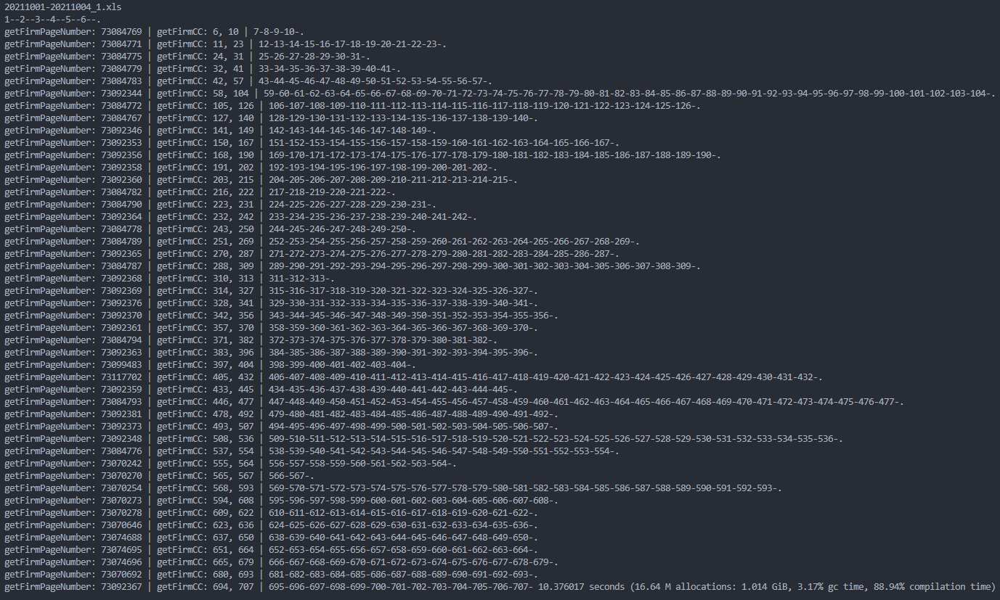 20211001-20211004_1.xls
1--2--3--4--5--6--.
getFirmPageNumber: 73084769 | getFirmCC: 6, 10 | 7-8-9-10-.
getFirmPageNumber: 73084771 | getFirmCC: 11, 23 | 12-13-14-15-16-17-18-19-20-21-22-23-.
getFirmPageNumber: 73084775 | getFirmCC: 24, 31 | 25-26-27-28-29-30-31-.
getFirmPageNumber: 73084779 | getFirmCC: 32, 41 | 33-34-35-36-37-38-39-40-41-.
getFirmPageNumber: 73084783 | getFirmCC: 42, 57 | 43-44-45-46-47-48-49-50-51-52-53-54-55-56-57-.
getFirmPageNumber: 73092344 | getFirmCC: 58, 104 | 59-60-61-62-63-64-65-66-67-68-69-70-71-72-73-74-75-76-77-78-79-80-81-82-83-84-85-86-87-88-89-90-91-92-93-94-95-96-97-98-99-100-101-102-103-104-.
getFirmPageNumber: 73084772 | getFirmCC: 105, 126 | 106-107-108-109-110-111-112-113-114-115-116-117-118-119-120-121-122-123-124-125-126-.
getFirmPageNumber: 73084767 | getFirmCC: 127, 140 | 128-129-130-131-132-133-134-135-136-137-138-139-140-.
getFirmPageNumber: 73092346 | getFirmCC: 141, 149 | 142-143-144-145-146-147-148-149-.
getFirmPageNumber: 73092353 | getFirmCC: 150, 167 | 151-152-153-154-155-156-157-158-159-160-161-162-163-164-165-166-167-.
getFirmPageNumber: 73092356 | getFirmCC: 168, 190 | 169-170-171-172-173-174-175-176-177-178-179-180-181-182-183-184-185-186-187-188-189-190-.
getFirmPageNumber: 73092358 | getFirmCC: 191, 202 | 192-193-194-195-196-197-198-199-200-201-202-.
getFirmPageNumber: 73092360 | getFirmCC: 203, 215 | 204-205-206-207-208-209-210-211-212-213-214-215-.
getFirmPageNumber: 73084782 | getFirmCC: 216, 222 | 217-218-219-220-221-222-.
getFirmPageNumber: 73084790 | getFirmCC: 223, 231 | 224-225-226-227-228-229-230-231-.
getFirmPageNumber: 73092364 | getFirmCC: 232, 242 | 233-234-235-236-237-238-239-240-241-242-.
getFirmPageNumber: 73084778 | getFirmCC: 243, 250 | 244-245-246-247-248-249-250-.
getFirmPageNumber: 73084789 | getFirmCC: 251, 269 | 252-253-254-255-256-257-258-259-260-261-262-263-264-265-266-267-268-269-.
getFirmPageNumber: 73092365 | getFirmCC: 270, 287 | 271-272-273-274-275-276-277-278-279-280-281-282-283-284-285-286-287-.
getFirmPageNumber: 73084787 | getFirmCC: 288, 309 | 289-290-291-292-293-294-295-296-297-298-299-300-301-302-303-304-305-306-307-308-309-.
getFirmPageNumber: 73092368 | getFirmCC: 310, 313 | 311-312-313-.
getFirmPageNumber: 73092369 | getFirmCC: 314, 327 | 315-316-317-318-319-320-321-322-323-324-325-326-327-.
getFirmPageNumber: 73092376 | getFirmCC: 328, 341 | 329-330-331-332-333-334-335-336-337-338-339-340-341-.
getFirmPageNumber: 73092370 | getFirmCC: 342, 356 | 343-344-345-346-347-348-349-350-351-352-353-354-355-356-.
getFirmPageNumber: 73092361 | getFirmCC: 357, 370 | 358-359-360-361-362-363-364-365-366-367-368-369-370-.
getFirmPageNumber: 73084794 | getFirmCC: 371, 382 | 372-373-374-375-376-377-378-379-380-381-382-.
getFirmPageNumber: 73092363 | getFirmCC: 383, 396 | 384-385-386-387-388-389-390-391-392-393-394-395-396-.
getFirmPageNumber: 73099483 | getFirmCC: 397, 404 | 398-399-400-401-402-403-404-.
getFirmPageNumber: 73117702 | getFirmCC: 405, 432 | 406-407-408-409-410-411-412-413-414-415-416-417-418-419-420-421-422-423-424-425-426-427-428-429-430-431-432-.
getFirmPageNumber: 73092359 | getFirmCC: 433, 445 | 434-435-436-437-438-439-440-441-442-443-444-445-.
getFirmPageNumber: 73084793 | getFirmCC: 446, 477 | 447-448-449-450-451-452-453-454-455-456-457-458-459-460-461-462-463-464-465-466-467-468-469-470-471-472-473-474-475-476-477-.
getFirmPageNumber: 73092381 | getFirmCC: 478, 492 | 479-480-481-482-483-484-485-486-487-488-489-490-491-492-.
getFirmPageNumber: 73092373 | getFirmCC: 493, 507 | 494-495-496-497-498-499-500-501-502-503-504-505-506-507-.
getFirmPageNumber: 73092348 | getFirmCC: 508, 536 | 509-510-511-512-513-514-515-516-517-518-519-520-521-522-523-524-525-526-527-528-529-530-531-532-533-534-535-536-.
getFirmPageNumber: 73084776 | getFirmCC: 537, 554 | 538-539-540-541-542-543-544-545-546-547-548-549-550-551-552-553-554-.
getFirmPageNumber: 73070242 | getFirmCC: 555, 564 | 556-557-558-559-560-561-562-563-564-.
getFirmPageNumber: 73070270 | getFirmCC: 565, 567 | 566-567-.
getFirmPageNumber: 73070254 | getFirmCC: 568, 593 | 569-570-571-572-573-574-575-576-577-578-579-580-581-582-583-584-585-586-587-588-589-590-591-592-593-.
getFirmPageNumber: 73070273 | getFirmCC: 594, 608 | 595-596-597-598-599-600-601-602-603-604-605-606-607-608-.
getFirmPageNumber: 73070278 | getFirmCC: 609, 622 | 610-611-612-613-614-615-616-617-618-619-620-621-622-.
getFirmPageNumber: 73070646 | getFirmCC: 623, 636 | 624-625-626-627-628-629-630-631-632-633-634-635-636-.
getFirmPageNumber: 73074688 | getFirmCC: 637, 650 | 638-639-640-641-642-643-644-645-646-647-648-649-650-.
getFirmPageNumber: 73074695 | getFirmCC: 651, 664 | 652-653-654-655-656-657-658-659-660-661-662-663-664-.
getFirmPageNumber: 73074696 | getFirmCC: 665, 679 | 666-667-668-669-670-671-672-673-674-675-676-677-678-679-.
getFirmPageNumber: 73070692 | getFirmCC: 680, 693 | 681-682-683-684-685-686-687-688-689-690-691-692-693-.
getFirmPageNumber: 73092367 | getFirmCC: 694, 707 | 695-696-697-698-699-700-701-702-703-704-705-706-707- 10.376017 seconds (16.64 M allocations: 1.014 GiB, 3.17% gc time, 88.94% compilation time)